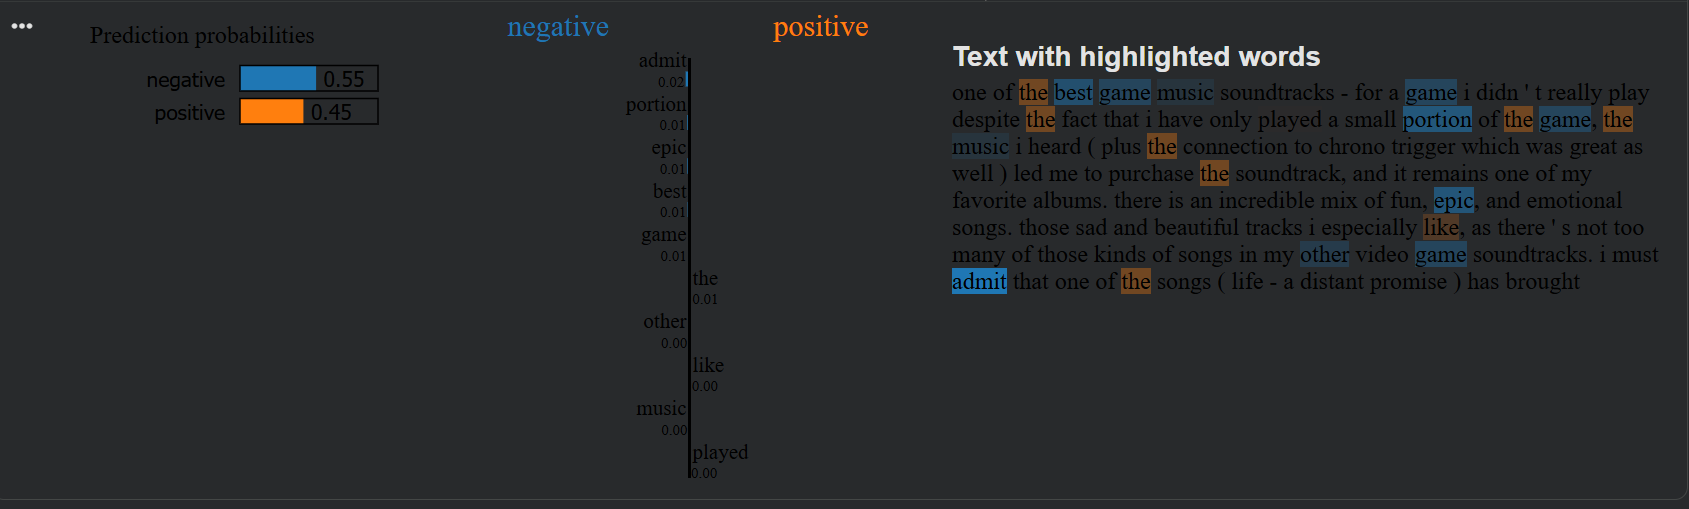 Prediction probabilities
negative 0.55
positive 0.45
negative positive
admit
0.02
portion
0.01
epic
0.01
best
0.01
game
0.01
the
0.01
other
0.00
like
0.00
music
0.00
played
0.00
Text with highlighted words
one of the best game music soundtracks - for a game i didn ' t really play
despite the fact that i have only played a small portion of the game, the
music i heard ( plus the connection to chrono trigger which was great as
well ) led me to purchase the soundtrack, and it remains one of my
favorite albums. there is an incredible mix of fun, epic, and emotional
songs. those sad and beautiful tracks i especially like, as there ' s not too
many of those kinds of songs in my other video game soundtracks. i must
admit that one of the songs ( life - a distant promise ) has brought